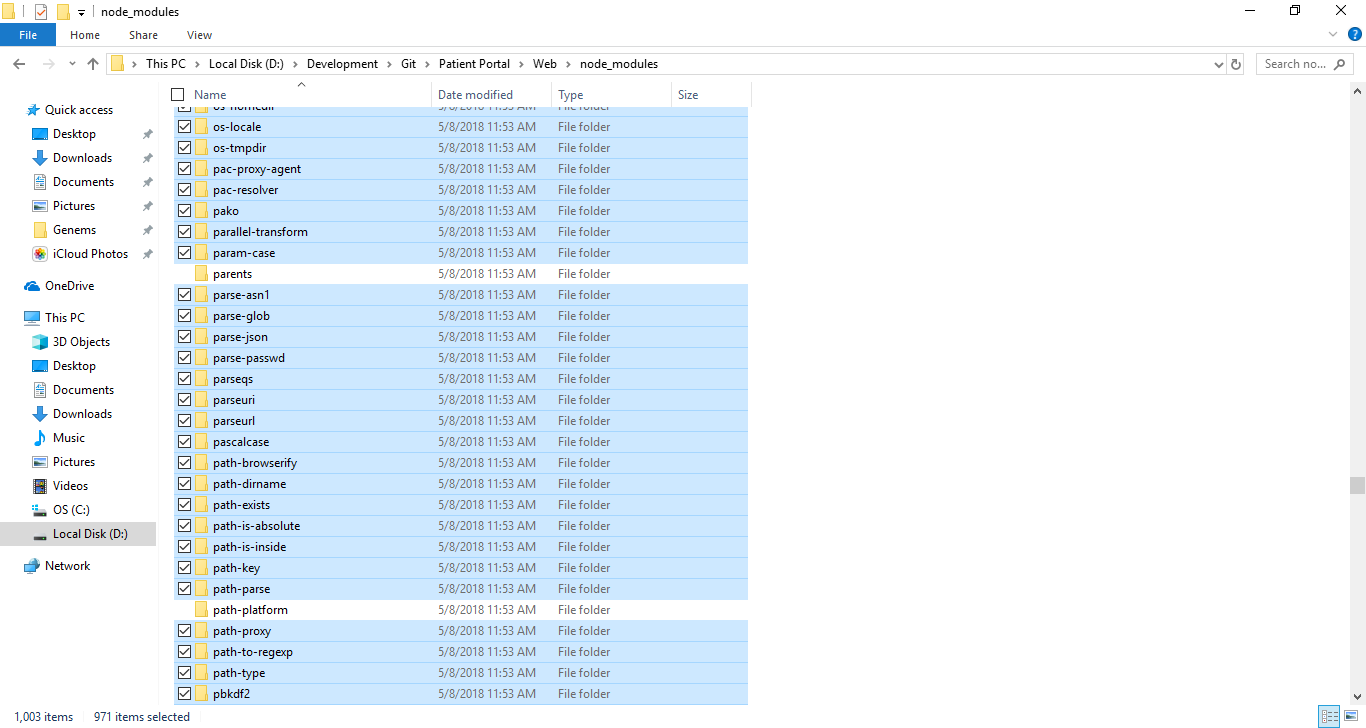 node_modules
File Home Share View
This PC Local Disk (D:) Development Git Patient Portal Web node_modules Search no...
Name Date modified Type Size
Quick access
Desktop
Downloads
Documents
Pictures
Genems
iCloud Photos
OneDrive
This PC
3D Objects
Desktop
Documents
Downloads
Music
Pictures
Videos
OS (C:)
Local Disk (D:)
Network
os-homedir 5/8/2018 11:53 AM File folder
os-locale 5/8/2018 11:53 AM File folder
os-tmpdir 5/8/2018 11:53 AM File folder
pac-proxy-agent 5/8/2018 11:53 AM File folder
pac-resolver 5/8/2018 11:53 AM File folder
pako 5/8/2018 11:53 AM File folder
parallel-transform 5/8/2018 11:53 AM File folder
param-case 5/8/2018 11:53 AM File folder
parents 5/8/2018 11:53 AM File folder
parse-asn1 5/8/2018 11:53 AM File folder
parse-glob 5/8/2018 11:53 AM File folder
parse-json 5/8/2018 11:53 AM File folder
parse-passwd 5/8/2018 11:53 AM File folder
parseqs 5/8/2018 11:53 AM File folder
parseuri 5/8/2018 11:53 AM File folder
parseurl 5/8/2018 11:53 AM File folder
pascalcase 5/8/2018 11:53 AM File folder
path-browserify 5/8/2018 11:53 AM File folder
path-dirname 5/8/2018 11:53 AM File folder
path-exists 5/8/2018 11:53 AM File folder
path-is-absolute 5/8/2018 11:53 AM File folder
path-is-inside 5/8/2018 11:53 AM File folder
path-key 5/8/2018 11:53 AM File folder
path-parse 5/8/2018 11:53 AM File folder
path-platform 5/8/2018 11:53 AM File folder
path-proxy 5/8/2018 11:53 AM File folder
path-to-regexp 5/8/2018 11:53 AM File folder
path-type 5/8/2018 11:53 AM File folder
pbkdf2 5/8/2018 11:53 AM File folder
1,003 items 971 items selected